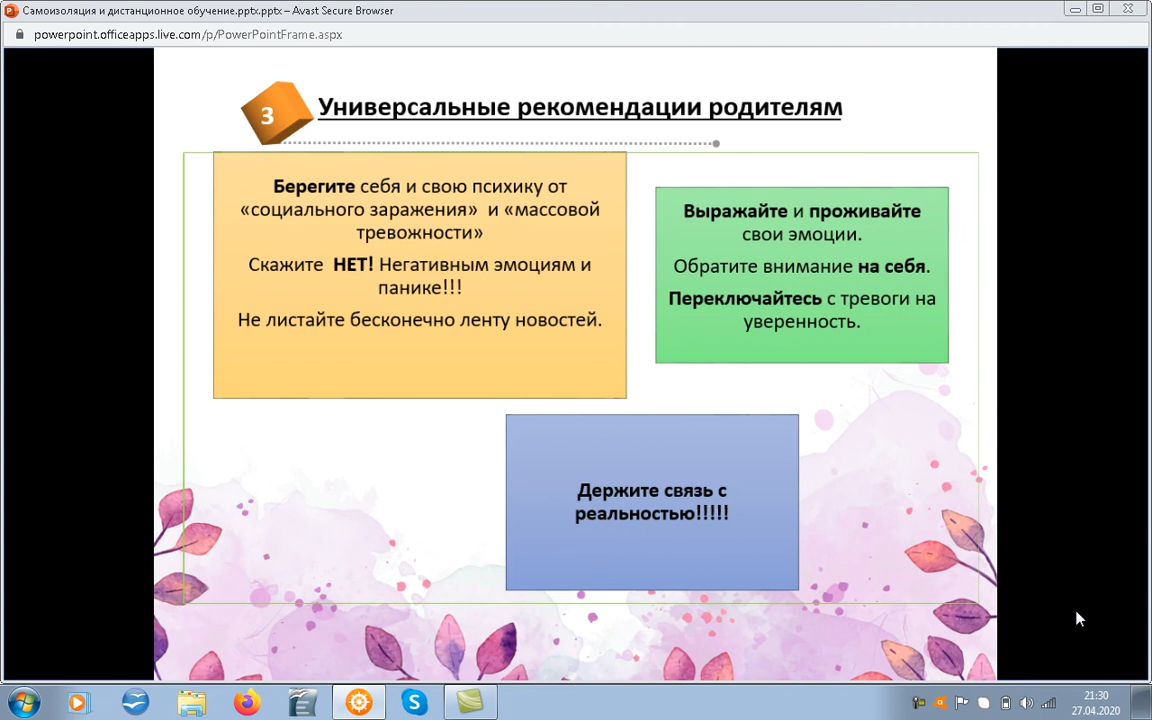 Самоизоляция и дистанционное обучение.pptx.pptx – Avast Secure Browser
powerpoint.officeapps.live.com/p/PowerPointFrame.aspx
3
Универсальные рекомендации родителям
Берегите себя и свою психику от
«социального заражения» и «массовой
тревожности»
Скажите НЕТ! Негативным эмоциям и
панике!!!
Не листайте бесконечно ленту новостей.
Выражайте и проживайте
свои эмоции.
Обратите внимание на себя.
Переключайтесь с тревоги на
уверенность.
Держите связь с
реальностью!!!!!
21:30
27.04.2020